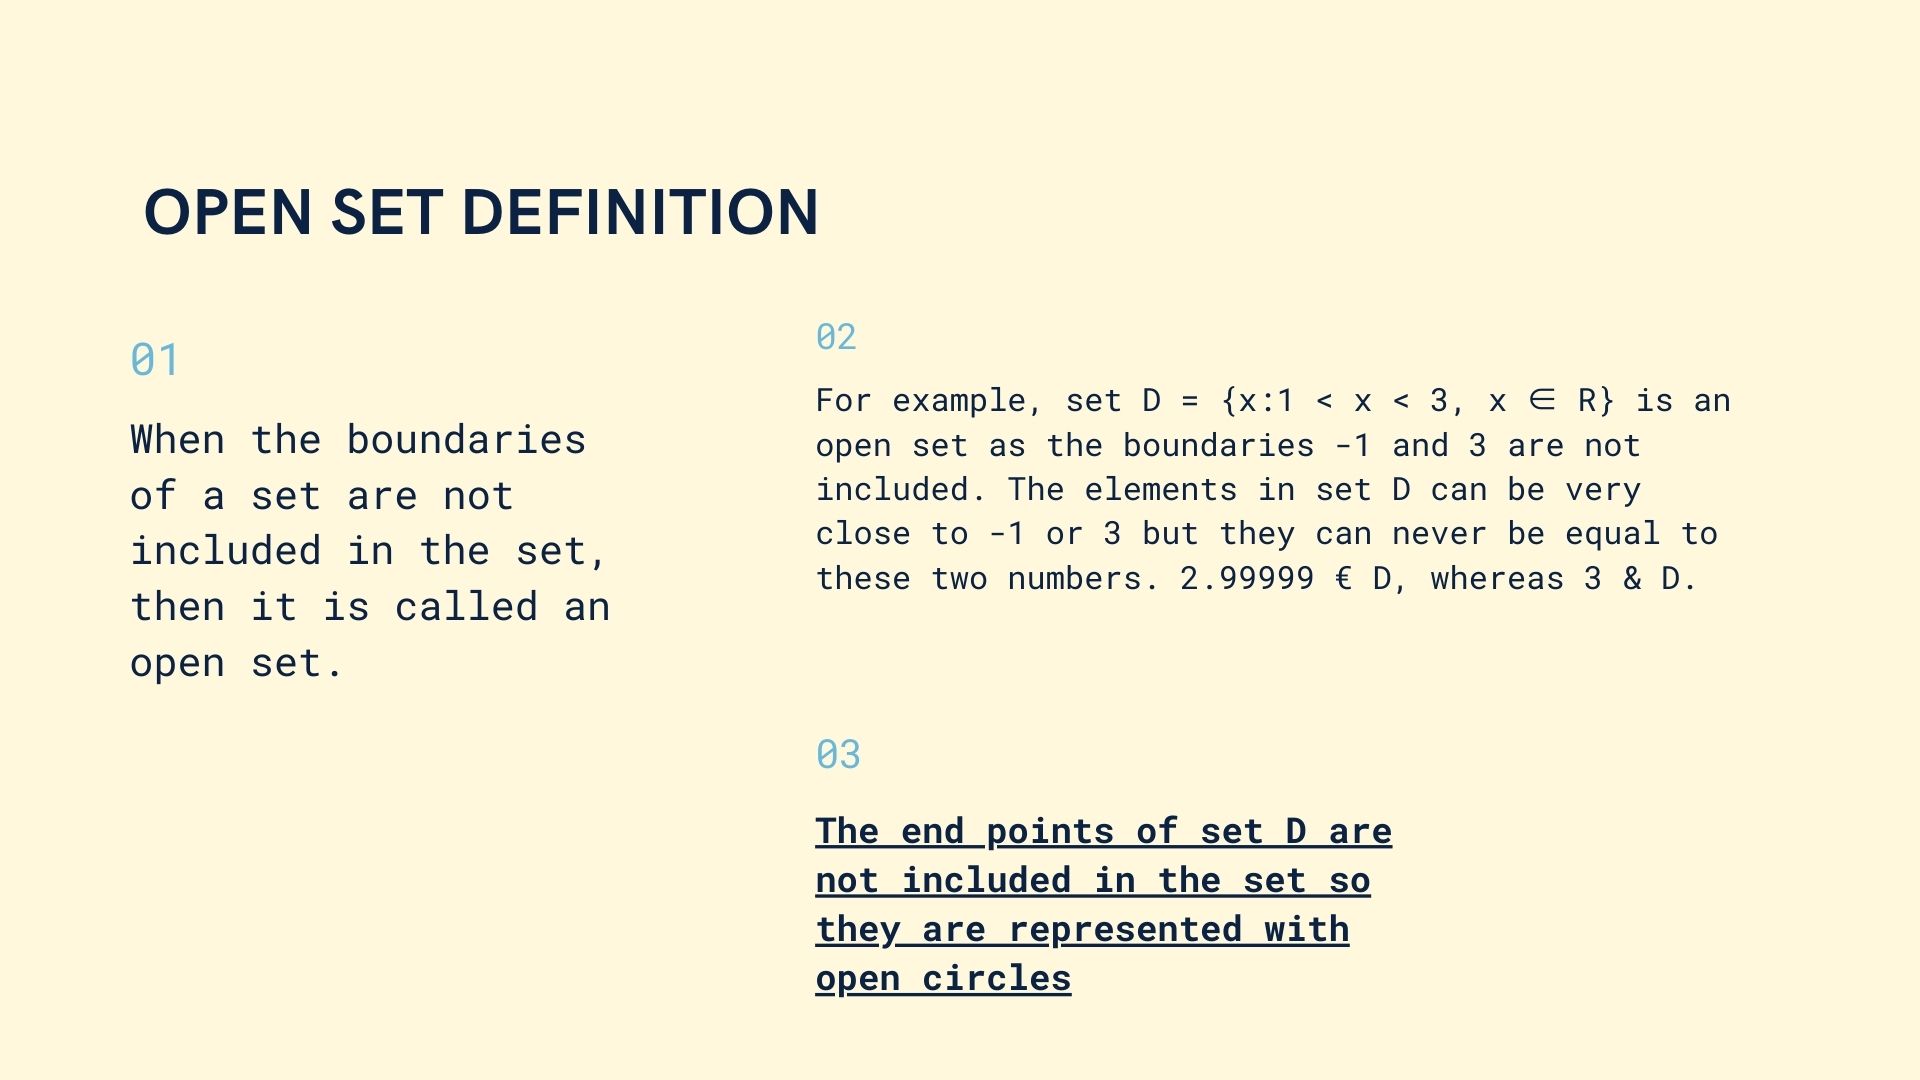 OPEN SET DEFINITION
01
When the boundaries
of a set are not
included in the set,
then it is called an
open set.
02
For example, set D = {x:1 < x < 3, x ∈ R} is an
open set as the boundaries -1 and 3 are not
included. The elements in set D can be very
close to -1 or 3 but they can never be equal to
these two numbers. 2.99999 € D, whereas 3 & D.
03
The end points of set D are
not included in the set so
they are represented with
open circles